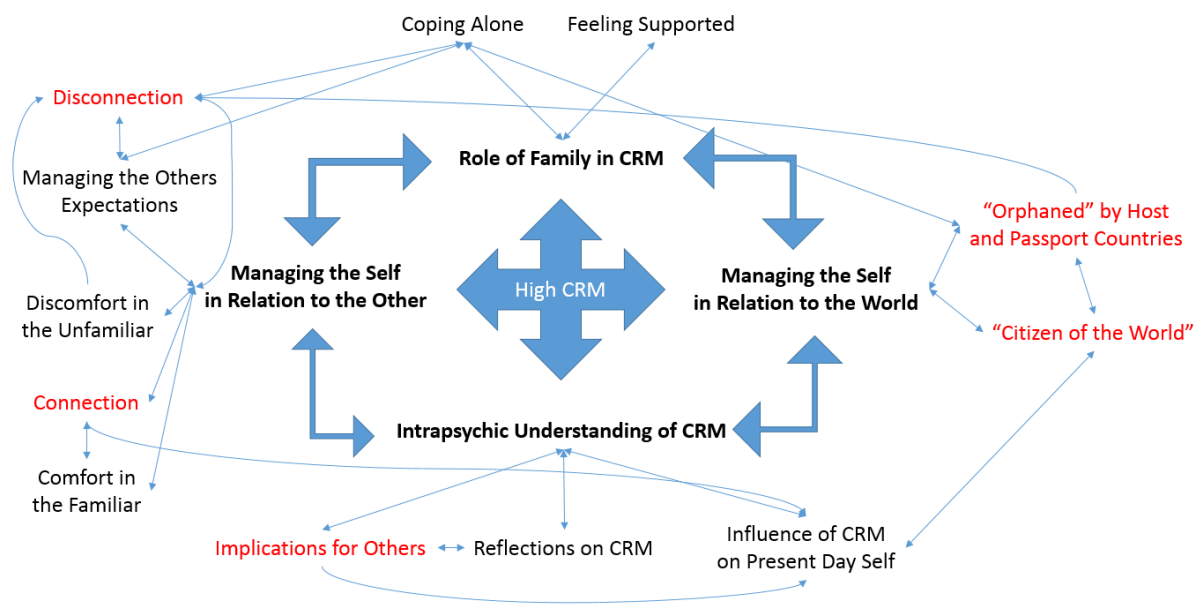 Coping Alone
Feeling Supported
Disconnection
Role of Family in CRM
Managing the Others
Expectations
“Orphaned” by Host
and Passport Countries
Managing the Self
in Relation to the Other
High CRM
Managing the Self
in Relation to the World
Discomfort in
the Unfamiliar
“Citizen of the World”
Connection
Intrapsychic Understanding of CRM
Comfort in
the Familiar
Implications for Others
Reflections on CRM
Influence of CRM
on Present Day Self